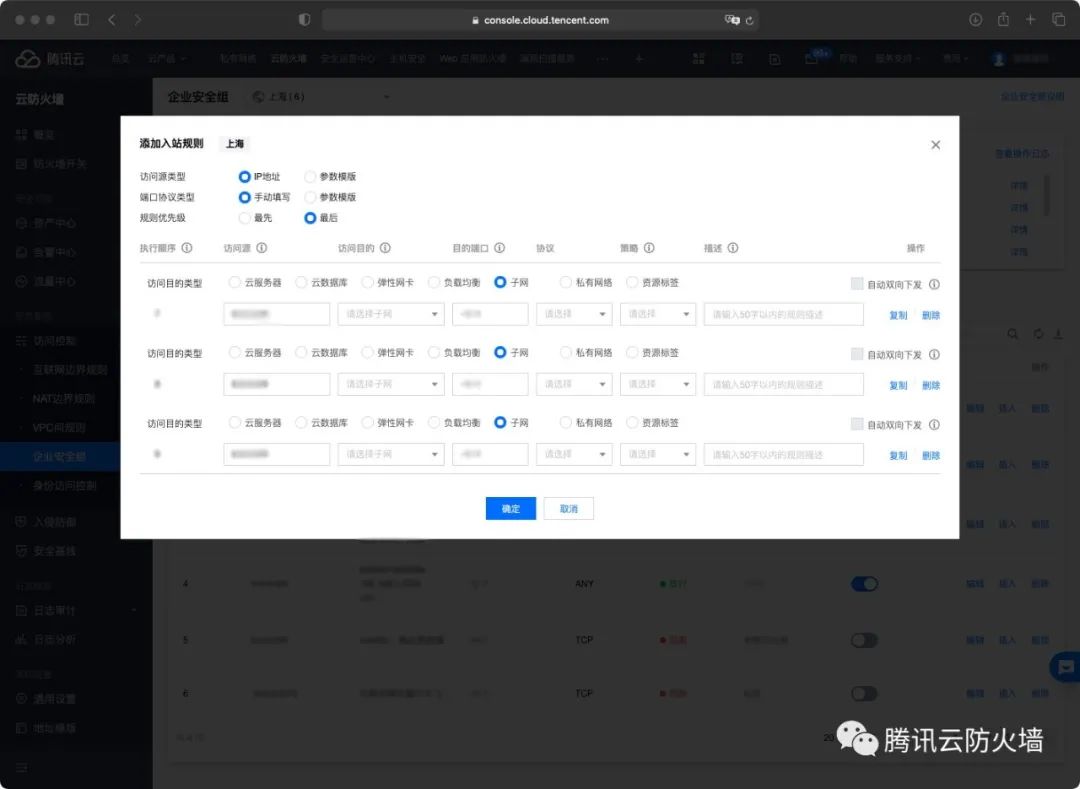 console.cloud.tencent.com
腾讯云 总览 云产品 私有网络 云防火墙 安全运营中心 主机安全 Web 应用防火墙 ··· + 99+ 帮助 服务支持 费用
云防火墙
企业安全组 上海 (6)
概览
防火墙开关
资产中心
告警中心
流量中心
访问控制
互联网边界规则
NAT边界规则
VPC间规则
企业安全组
身份访问控制
入侵防御
安全基线
日志审计
日志分析
通用设置
地址模板
查看操作日志
详情
详情
详情
详情
添加入站规则 上海
访问源类型 IP地址 参数模版
端口协议类型 手动填写 参数模版
规则优先级 最先 最后
执行顺序 访问源 访问目的 目的端口 协议 策略 描述 操作
访问目的类型 云服务器 云数据库 弹性网卡 负载均衡 子网 私有网络 资源标签 自动双向下发
请选择子网 请选择 请选择 请输入50字以内的规则描述 复制 删除
访问目的类型 云服务器 云数据库 弹性网卡 负载均衡 子网 私有网络 资源标签 自动双向下发
请选择子网 请选择 请选择 请输入50字以内的规则描述 复制 删除
访问目的类型 云服务器 云数据库 弹性网卡 负载均衡 子网 私有网络 资源标签 自动双向下发
请选择子网 请选择 请选择 请输入50字以内的规则描述 复制 删除
确定 取消
操作
编辑 插入 删除
编辑 插入 删除
编辑 插入 删除
4 ANY 放行 编辑 插入 删除
5 TCP 阻断 编辑 插入 删除
6 TCP 阻断 编辑 插入 删除
20
腾讯云防火墙